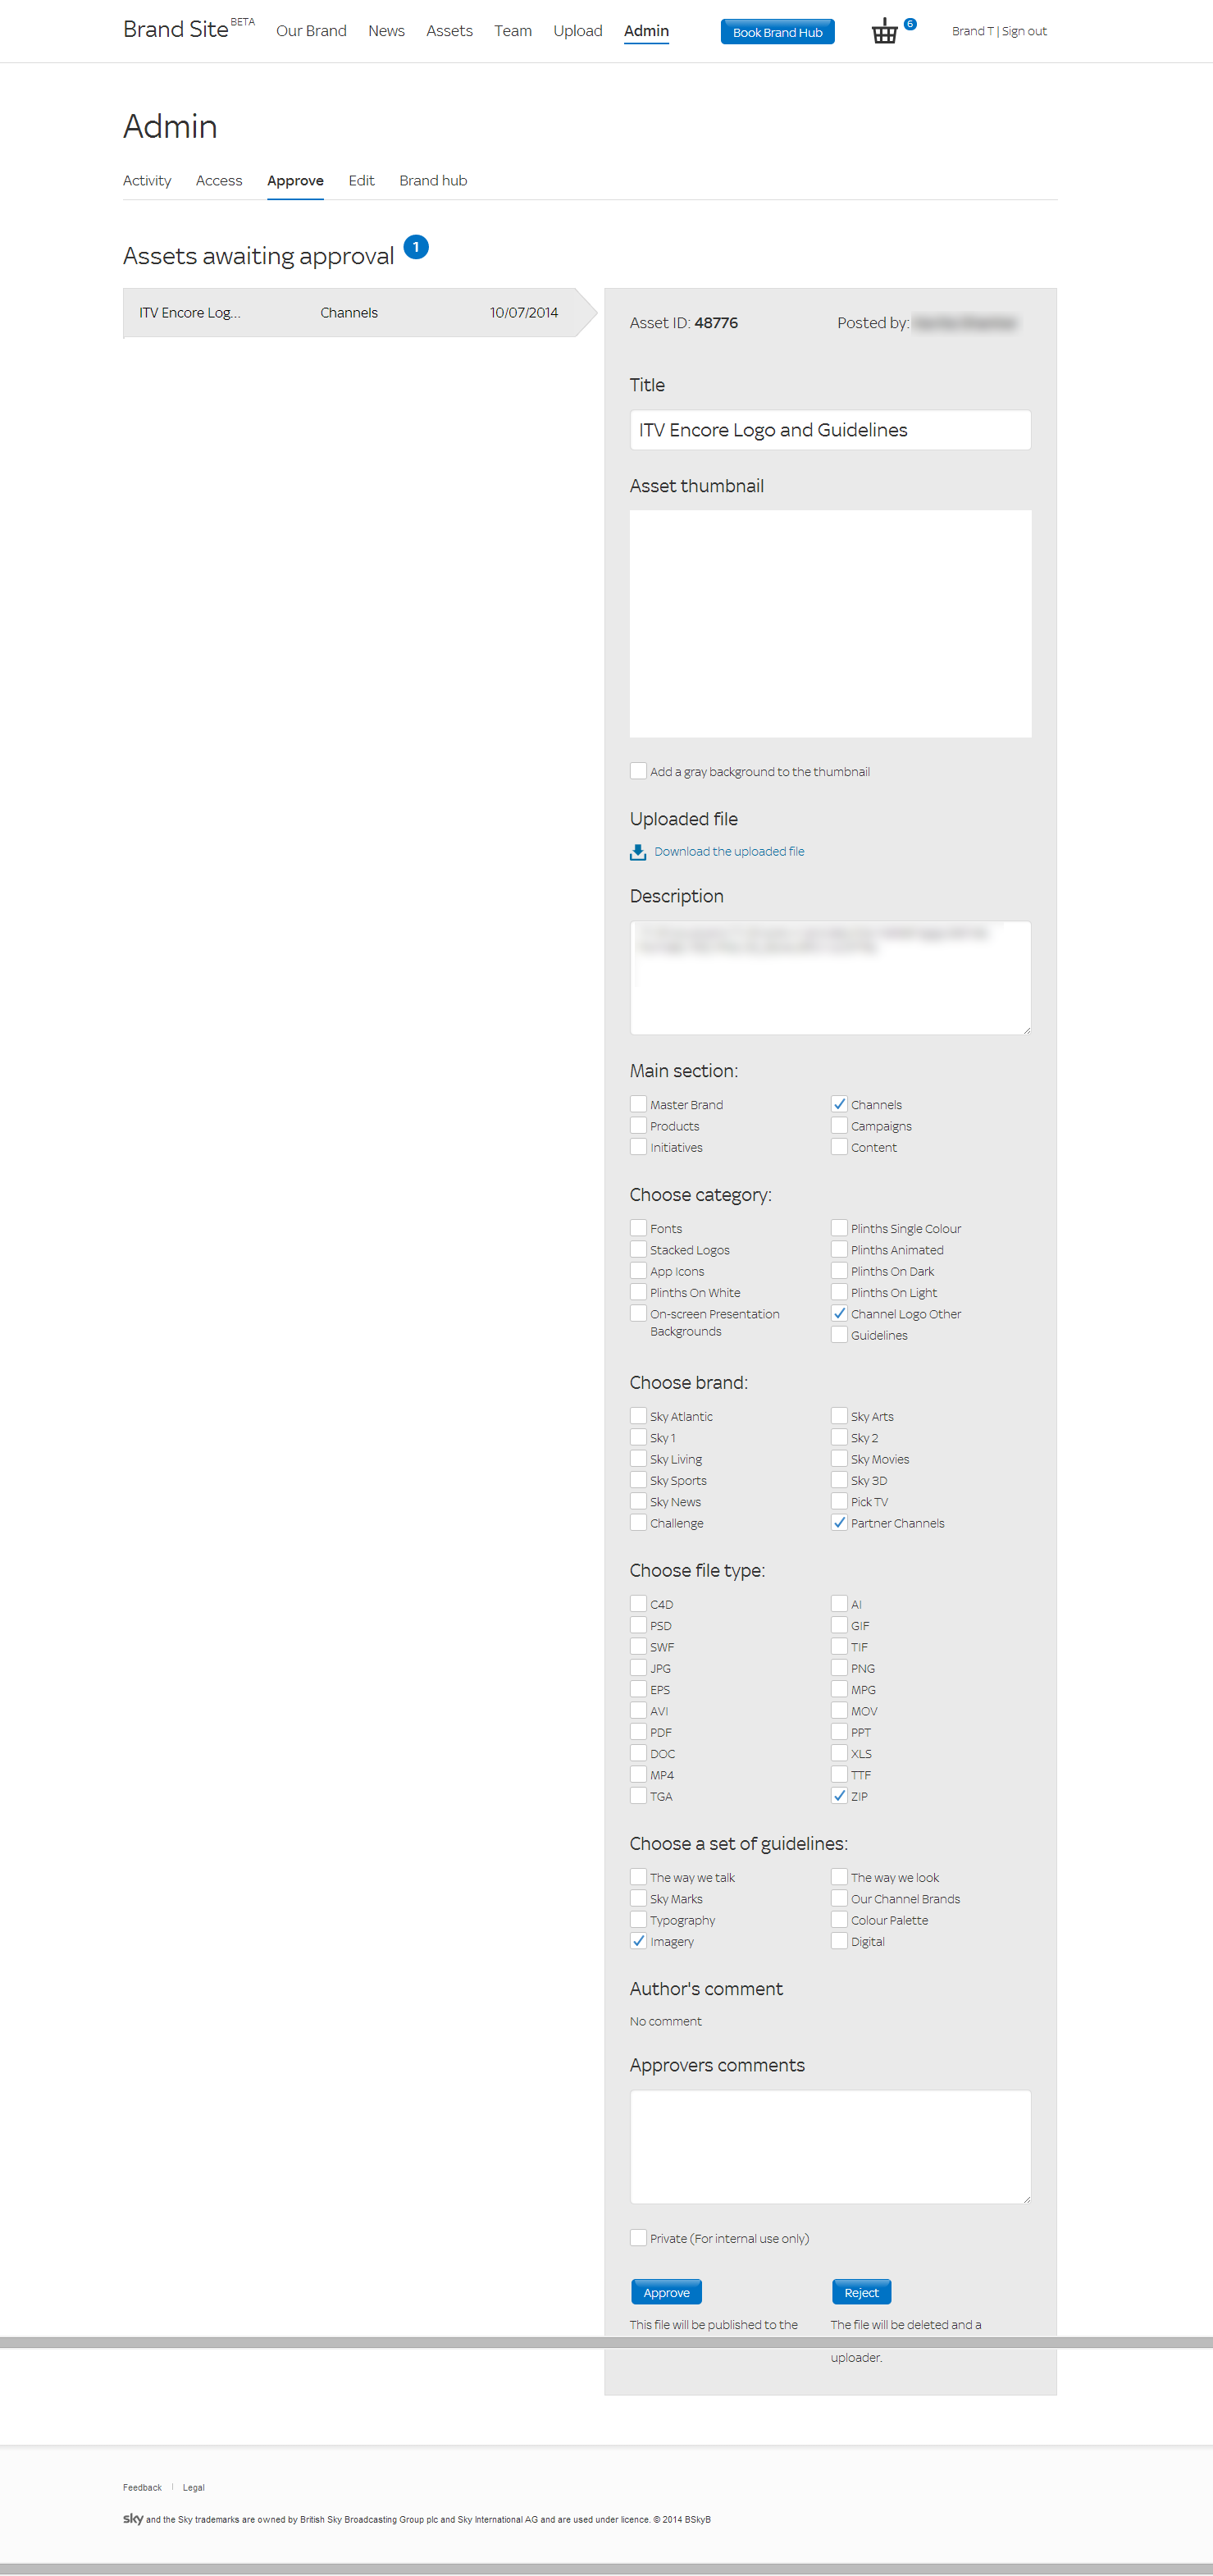 Brand Site BETA Our Brand News Assets Team Upload Admin Book Brand Hub 6 Brand T | Sign out
Admin
Activity Access Approve Edit Brand hub
Assets awaiting approval 1
ITV Encore Log... Channels 10/07/2014
Asset ID: 48776 Posted by:
Title
ITV Encore Logo and Guidelines
Asset thumbnail
Add a gray background to the thumbnail
Uploaded file
Download the uploaded file
Description
Main section:
Master Brand Channels
Products Campaigns
Initiatives Content
Choose category:
Fonts Plinths Single Colour
Stacked Logos Plinths Animated
App Icons Plinths On Dark
Plinths On White Plinths On Light
On-screen Presentation Channel Logo Other
Backgrounds Guidelines
Choose brand:
Sky Atlantic Sky Arts
Sky 1 Sky 2
Sky Living Sky Movies
Sky Sports Sky 3D
Sky News Pick TV
Challenge Partner Channels
Choose file type:
C4D AI
PSD GIF
SWF TIF
JPG PNG
EPS MPG
AVI MOV
PDF PPT
DOC XLS
MP4 TTF
TGA ZIP
Choose a set of guidelines:
The way we talk The way we look
Sky Marks Our Channel Brands
Typography Colour Palette
Imagery Digital
Author's comment
No comment
Approvers comments
Private (For internal use only)
Approve Reject
This file will be published to the The file will be deleted and a
uploader.
Feedback | Legal
sky and the Sky trademarks are owned by British Sky Broadcasting Group plc and Sky International AG and are used under licence. © 2014 BSkyB